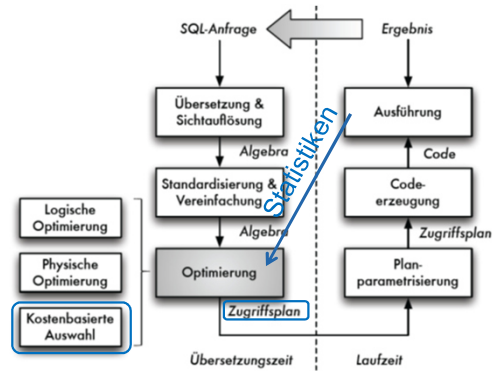 SQL-Anfrage
Ergebnis
Übersetzung &
Sichtauflösung
Ausführung
Statistiken
Algebra
Code
Standardisierung &
Vereinfachung
Code-
erzeugung
Logische
Optimierung
Algebra
Zugriffsplan
Physische
Optimierung
Optimierung
Plan-
parametrisierung
Kostenbasierte
Auswahl
Zugriffsplan
Übersetzungszeit
Laufzeit